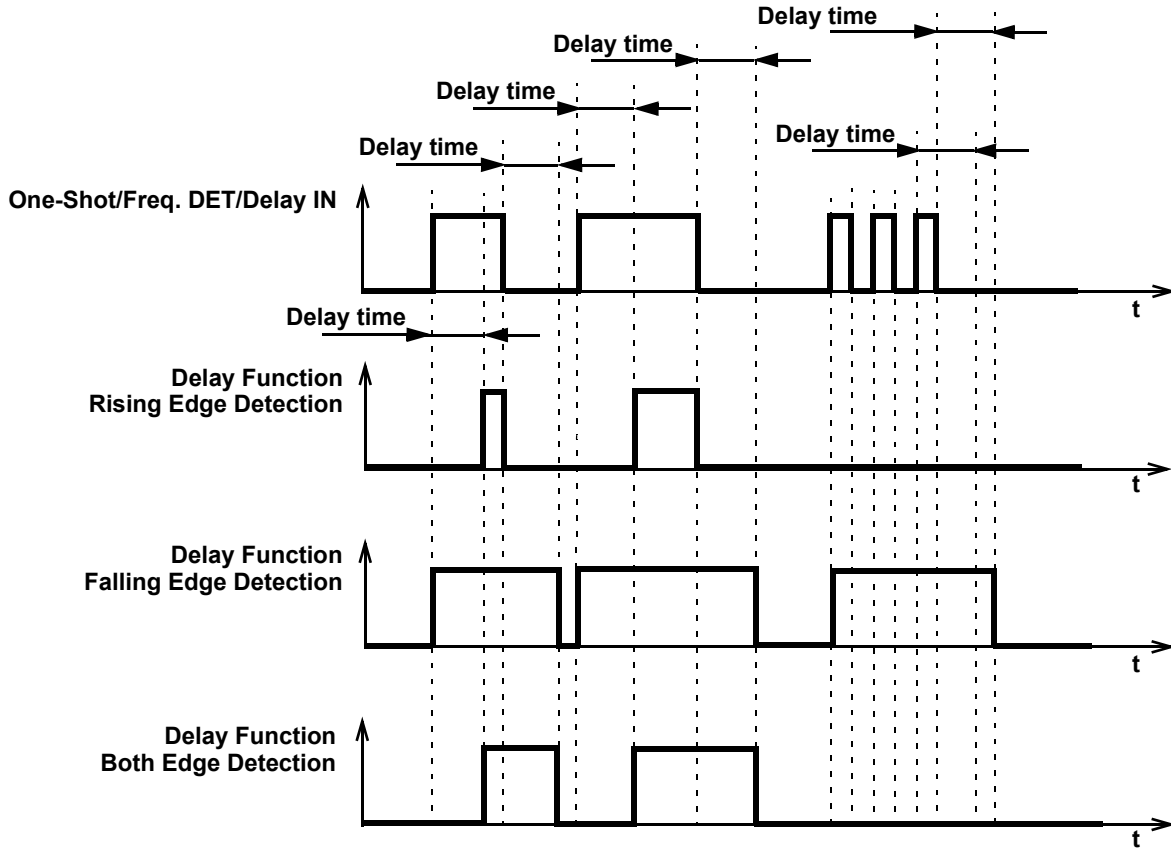 Delay time
Delay time
Delay time
Delay time
Delay time
One-Shot/Freq. DET/Delay IN
t
Delay time
Delay Function
Rising Edge Detection
t
Delay Function
Falling Edge Detection
t
Delay Function
Both Edge Detection
t